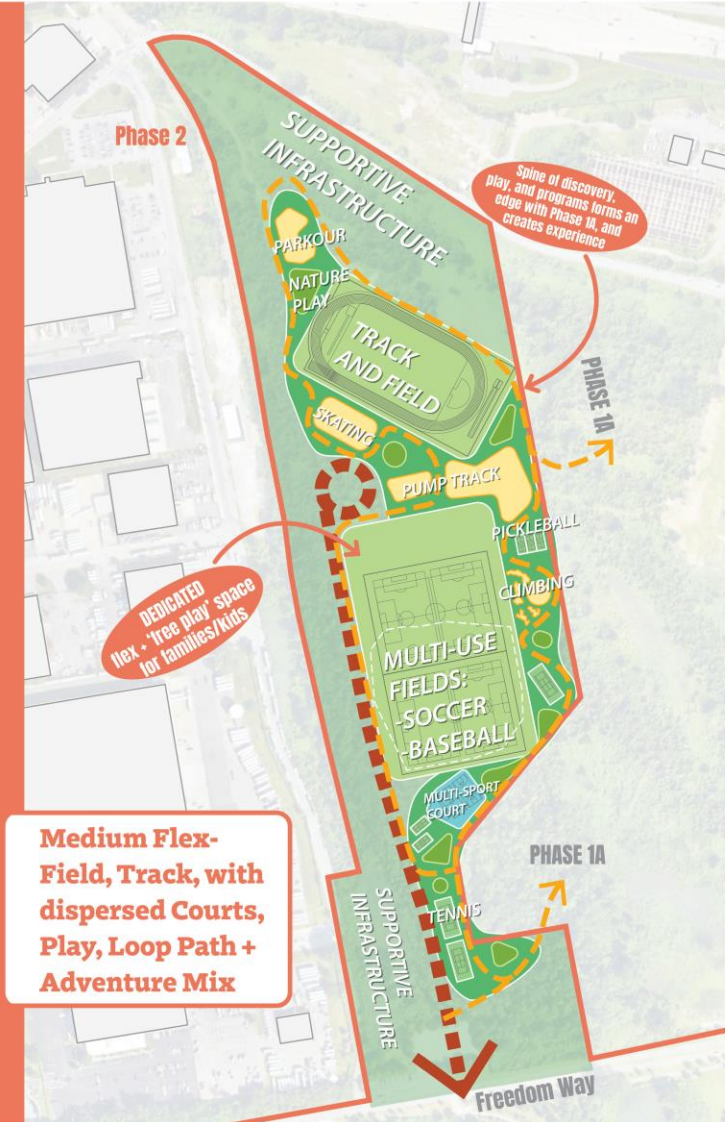 Phase 2
SUPPORTIVE
INFRASTRUCTURE
Spine of discovery,
play, and programs forms an
edge with Phase 1A, and
creates experience
PARKOUR
NATURE
PLAY
TRACK
AND FIELD
PHASE 1A
SKATING
PUMP TRACK
PICKLEBALL
CLIMBING
DEDICATED
flex + 'free play' space
for families/kids
MULTI-USE
FIELDS:
-SOCCER
-BASEBALL
MULTI-SPORT
COURT
Medium Flex-
Field, Track, with
dispersed Courts,
Play, Loop Path +
Adventure Mix
PHASE 1A
TENNIS
SUPPORTIVE
INFRASTRUCTURE
Freedom Way